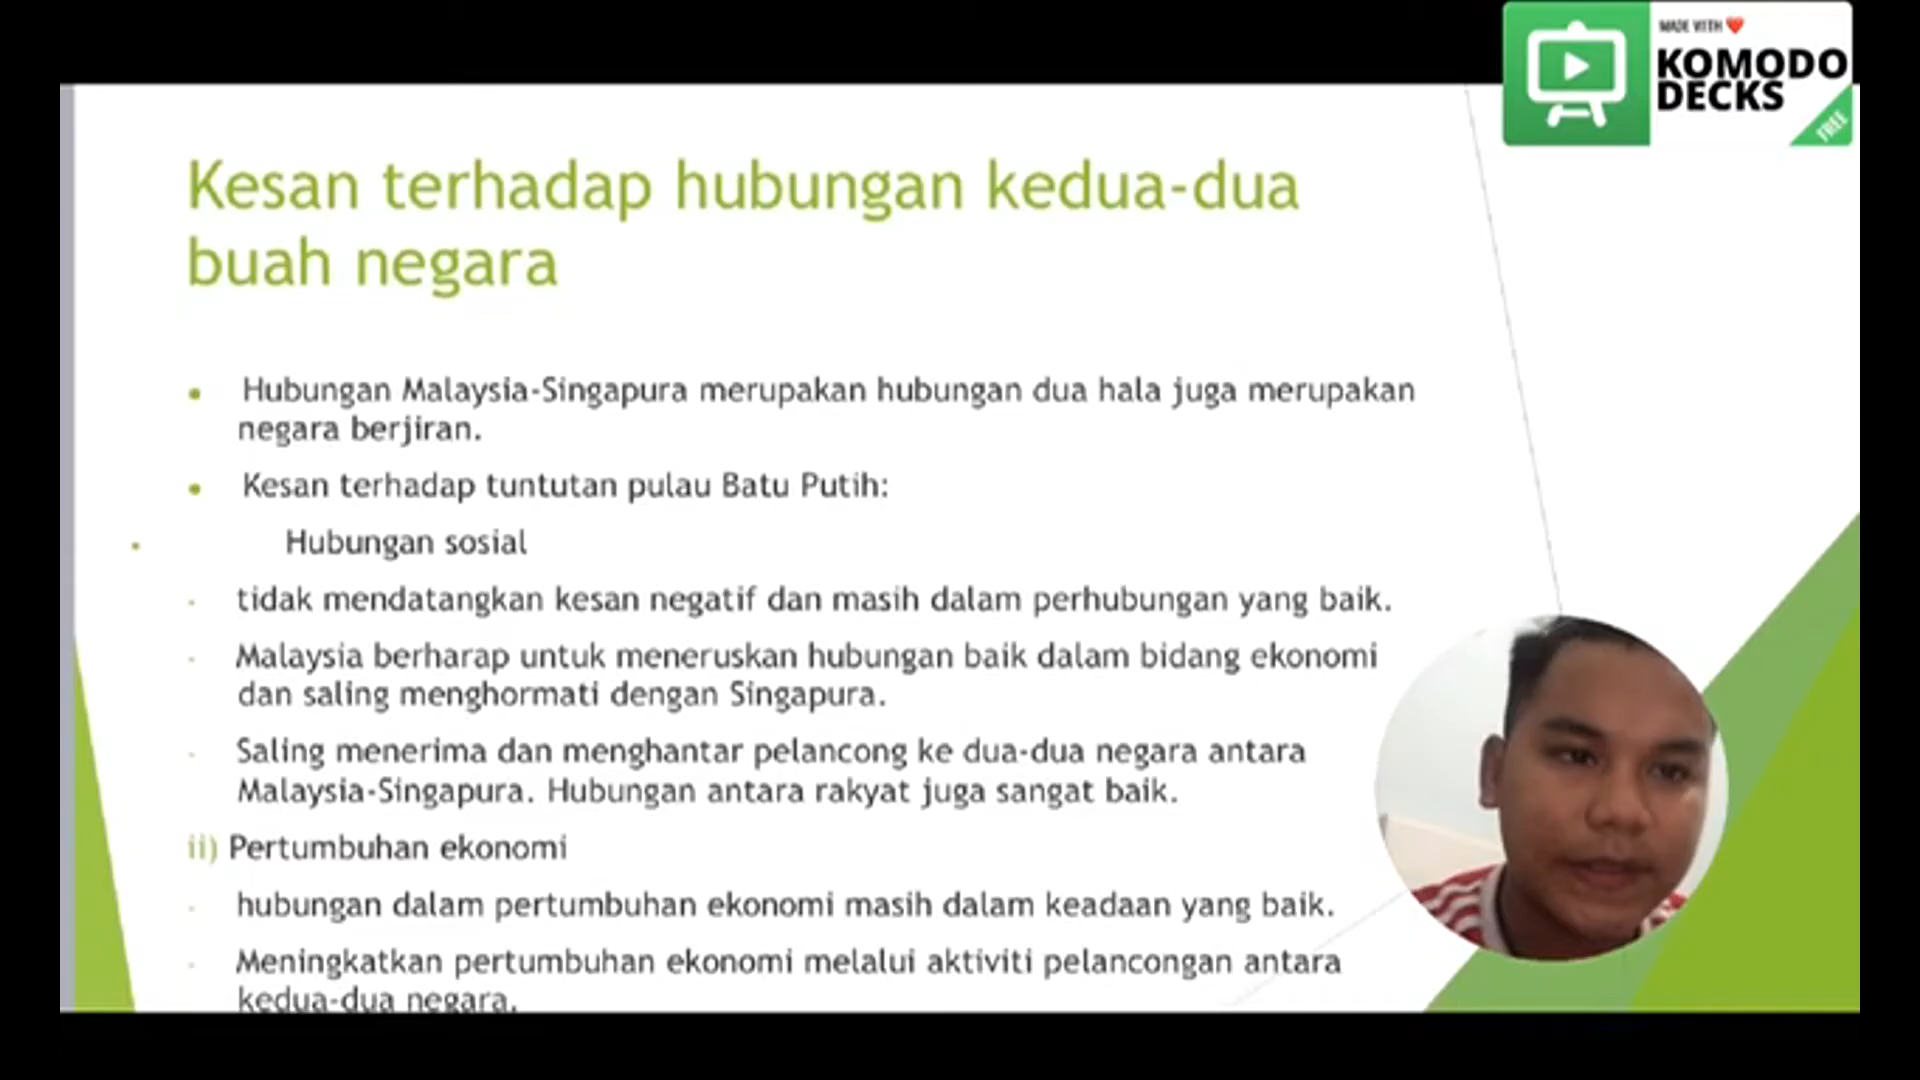 MADE WITH ❤️
KOMODO
DECKS
FREE
Kesan terhadap hubungan kedua-dua
buah negara
• Hubungan Malaysia-Singapura merupakan hubungan dua hala juga merupakan
negara berjiran.
• Kesan terhadap tuntutan pulau Batu Putih:
• Hubungan sosial
- tidak mendatangkan kesan negatif dan masih dalam perhubungan yang baik.
- Malaysia berharap untuk meneruskan hubungan baik dalam bidang ekonomi
dan saling menghormati dengan Singapura.
- Saling menerima dan menghantar pelancong ke dua-dua negara antara
Malaysia-Singapura. Hubungan antara rakyat juga sangat baik.
ii) Pertumbuhan ekonomi
- hubungan dalam pertumbuhan ekonomi masih dalam keadaan yang baik.
- Meningkatkan pertumbuhan ekonomi melalui aktiviti pelancongan antara
kedua-dua negara.